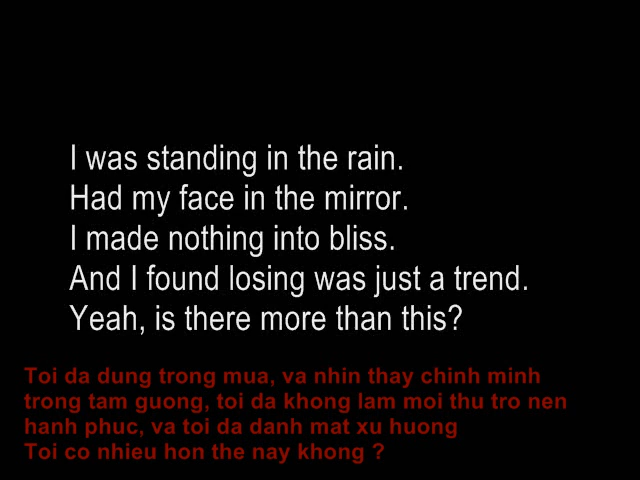 I was standing in the rain.
Had my face in the mirror.
I made nothing into bliss.
And I found losing was just a trend.
Yeah, is there more than this?
Toi da dung trong mua, va nhin thay chinh minh
trong tam guong, toi da khong lam moi thu tro nen
hanh phuc, va toi da danh mat xu huong
Toi co nhieu hon the nay khong ?